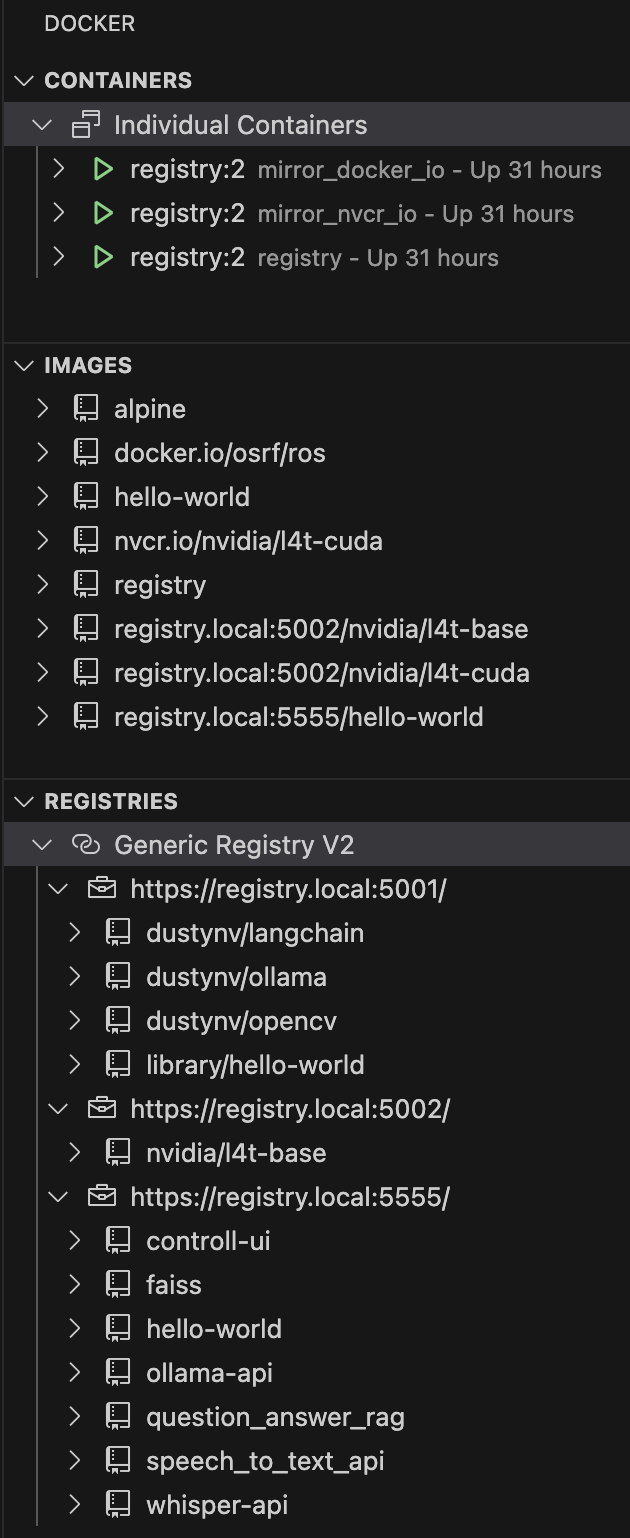 DOCKER
CONTAINERS
Individual Containers
registry:2 mirror_docker_io - Up 31 hours
registry:2 mirror_nvcr_io - Up 31 hours
registry:2 registry - Up 31 hours
IMAGES
alpine
docker.io/osrf/ros
hello-world
nvcr.io/nvidia/l4t-cuda
registry
registry.local:5002/nvidia/l4t-base
registry.local:5002/nvidia/l4t-cuda
registry.local:5555/hello-world
REGISTRIES
Generic Registry V2
https://registry.local:5001/
dustynv/langchain
dustynv/ollama
dustynv/opencv
library/hello-world
https://registry.local:5002/
nvidia/l4t-base
https://registry.local:5555/
controll-ui
faiss
hello-world
ollama-api
question_answer_rag
speech_to_text_api
whisper-api